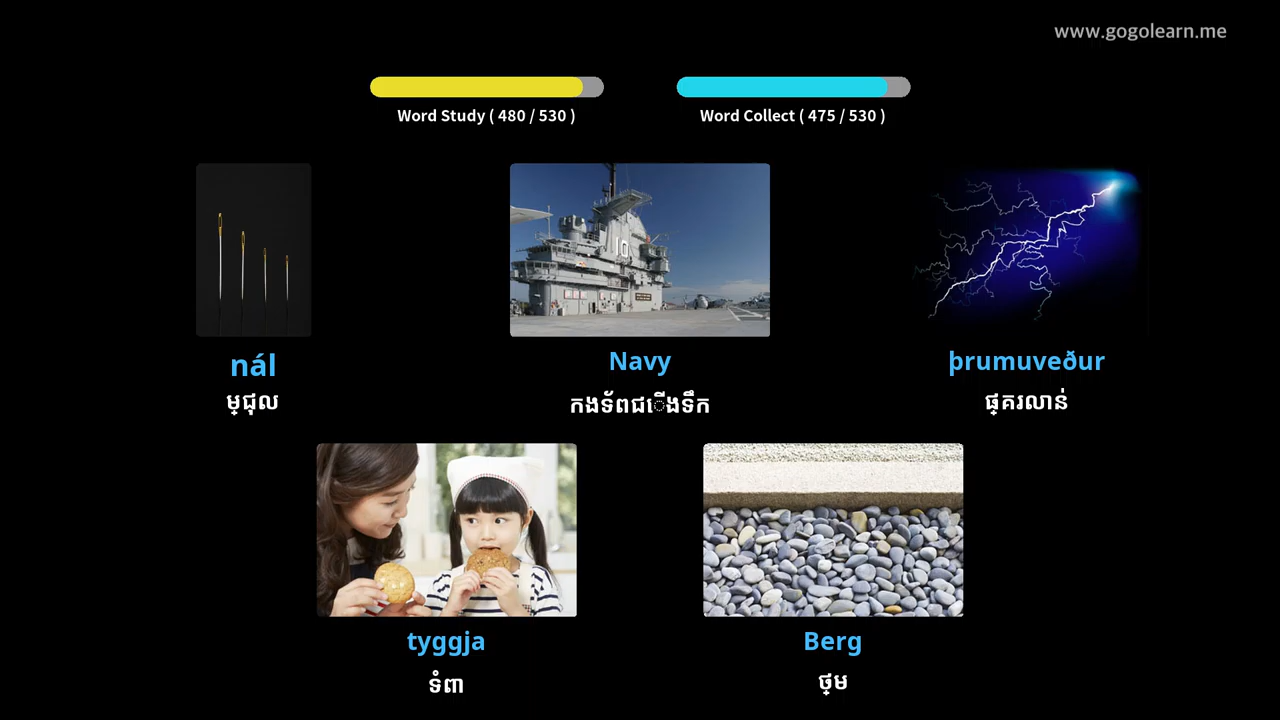 www.gogolearn.me
Word Study ( 480 / 530 )
Word Collect ( 475 / 530 )
10
nál
ម្ជុល
Navy
កងទ័ពជើងទឹក
þrumuveður
ផ្គរលាន់
tyggja
ទំពា
Berg
ថ្ម